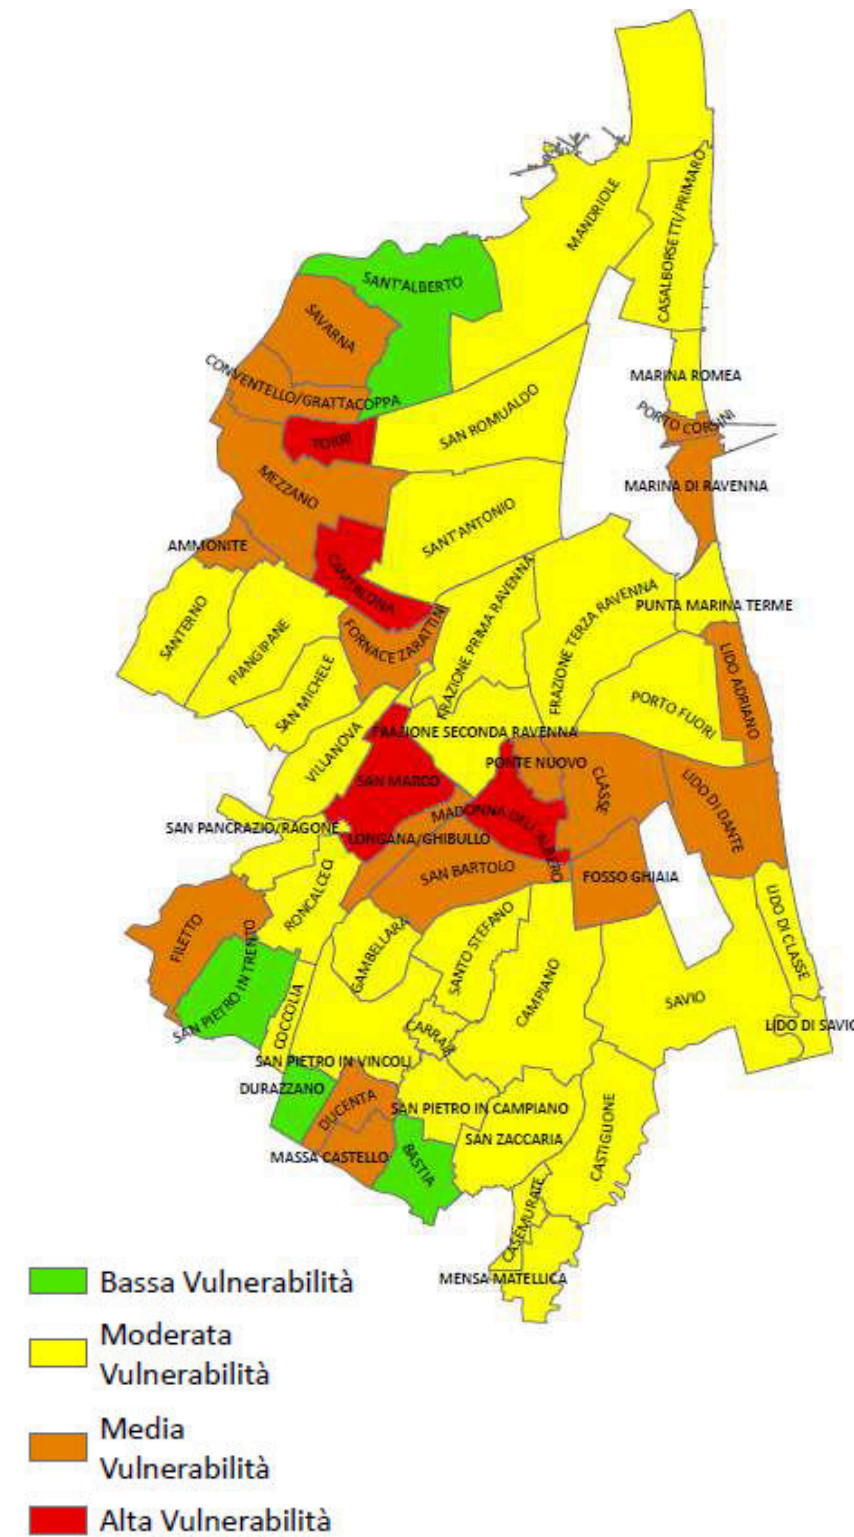 MANDRIOLE
CASALBORSETTI/PRIMARO
SANT'ALBERTO
SAVARNA
CONVENTELLO/GRATTACOPPA
MARINA ROMEA
PORTO CORSINI
TORRI
SAN ROMUALDO
MEZZANO
MARINA DI RAVENNA
SANT'ANTONIO
AMMONITE
CAMERLONA
SANTERNO
PIANGIPANE
FORNACE ZARATTINI
FRAZIONE PRIMA RAVENNA
FRAZIONE TERZA RAVENNA
PUNTA MARINA TERME
SAN MICHELE
LIDO ADRIANO
PORTO FUORI
VILLANOVA
FRAZIONE SECONDA RAVENNA
PONTE NUOVO
SAN MARCO
CLASSE
LIDO DI DANTE
MADONNA DELL'ALBERO
SAN PANCRAZIO/RAGONE
LONGANA/GHIBULLO
SAN BARTOLO
FOSSO GHIAIA
RONCALCECI
FILETTO
SAN PIETRO IN TRENTO
GAMBELLARA
SANTO STEFANO
LIDO DI CLASSE
CAMPIANO
SAVIO
COCCOLIA
CARRAIA
LIDO DI SAVIO
SAN PIETRO IN VINCOLI
DURAZZANO
DUCENTA
SAN PIETRO IN CAMPIANO
CASTIGLIONE
SAN ZACCARIA
MASSA CASTELLO
BASTIA
CASEMURATE
MENSA MATELLICA
Bassa Vulnerabilità
Moderata
Vulnerabilità
Media
Vulnerabilità
Alta Vulnerabilità